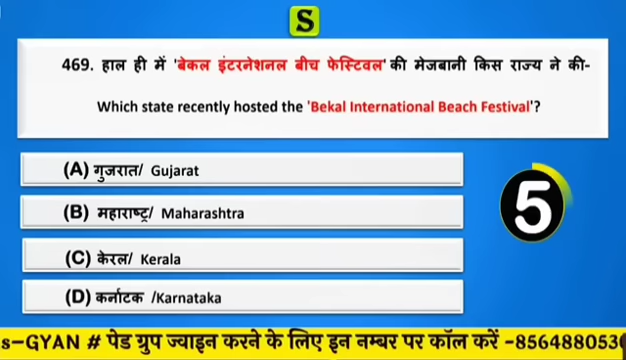 S
469. हाल ही में 'बेकल इंटरनेशनल बीच फेस्टिवल' की मेजबानी किस राज्य ने की-
Which state recently hosted the 'Bekal International Beach Festival'?
(A) गुजरात/ Gujarat
(B) महाराष्ट्र/ Maharashtra
5
(C) केरल/ Kerala
(D) कर्नाटक /Karnataka
s-GYAN # पेड ग्रुप ज्वाइन करने के लिए इन नम्बर पर कॉल करें -856488053